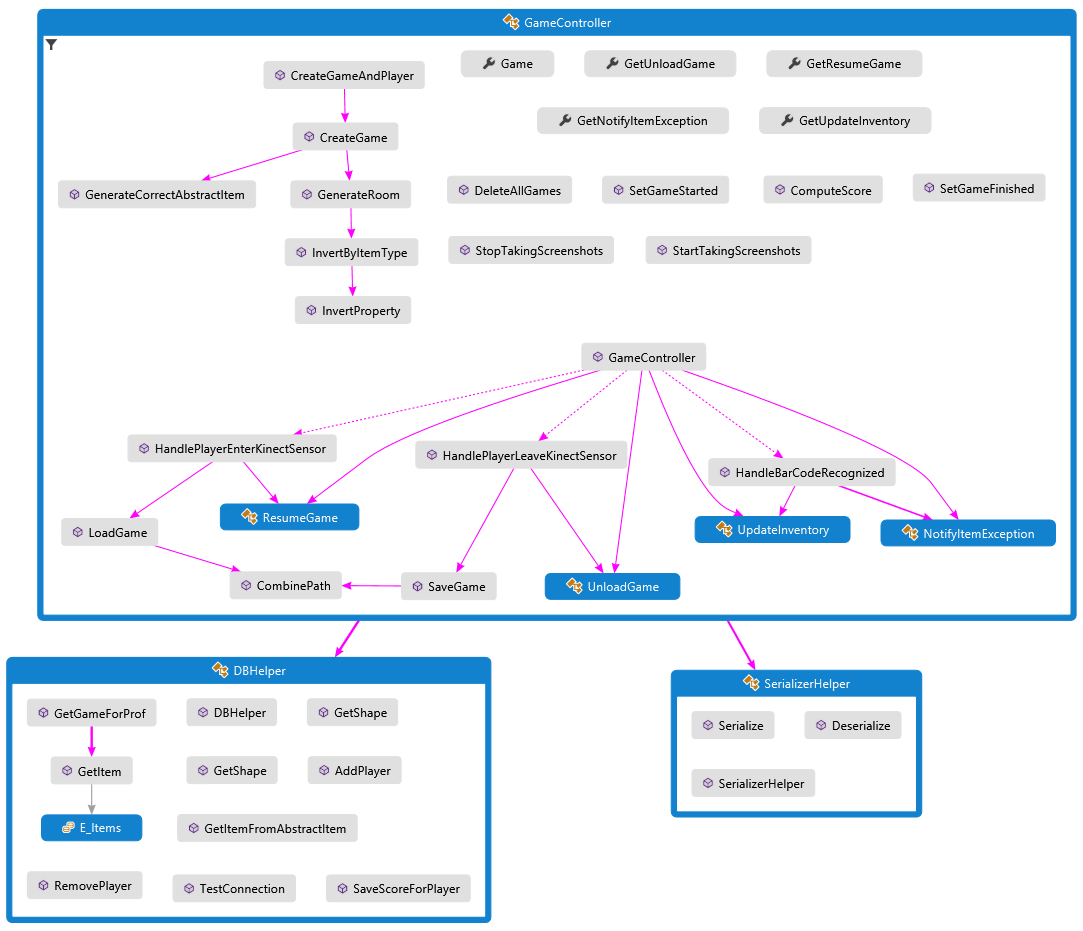 GameController
CreateGameAndPlayer
Game
GetUnloadGame
GetResumeGame
CreateGame
GetNotifyItemException
GetUpdateInventory
GenerateCorrectAbstractItem
GenerateRoom
DeleteAllGames
SetGameStarted
ComputeScore
SetGameFinished
InvertByItemType
StopTakingScreenshots
StartTakingScreenshots
InvertProperty
GameController
HandlePlayerEnterKinectSensor
HandlePlayerLeaveKinectSensor
HandleBarCodeRecognized
LoadGame
ResumeGame
UpdateInventory
NotifyItemException
CombinePath
SaveGame
UnloadGame
DBHelper
GetGameForProf
DBHelper
GetShape
GetItem
GetShape
AddPlayer
E_Items
GetItemFromAbstractItem
RemovePlayer
TestConnection
SaveScoreForPlayer
SerializerHelper
Serialize
Deserialize
SerializerHelper